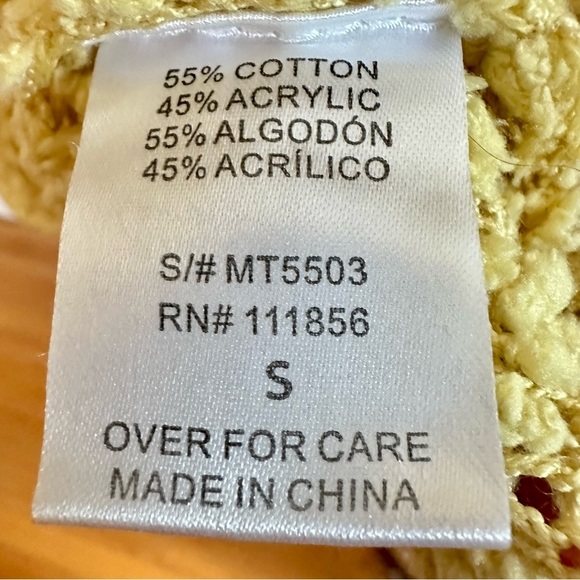 55% COTTON
45% ACRYLIC
55% ALGODÓN
45% ACRÍLICO
S/# MT5503
RN# 111856
S
OVER FOR CARE
MADE IN CHINA